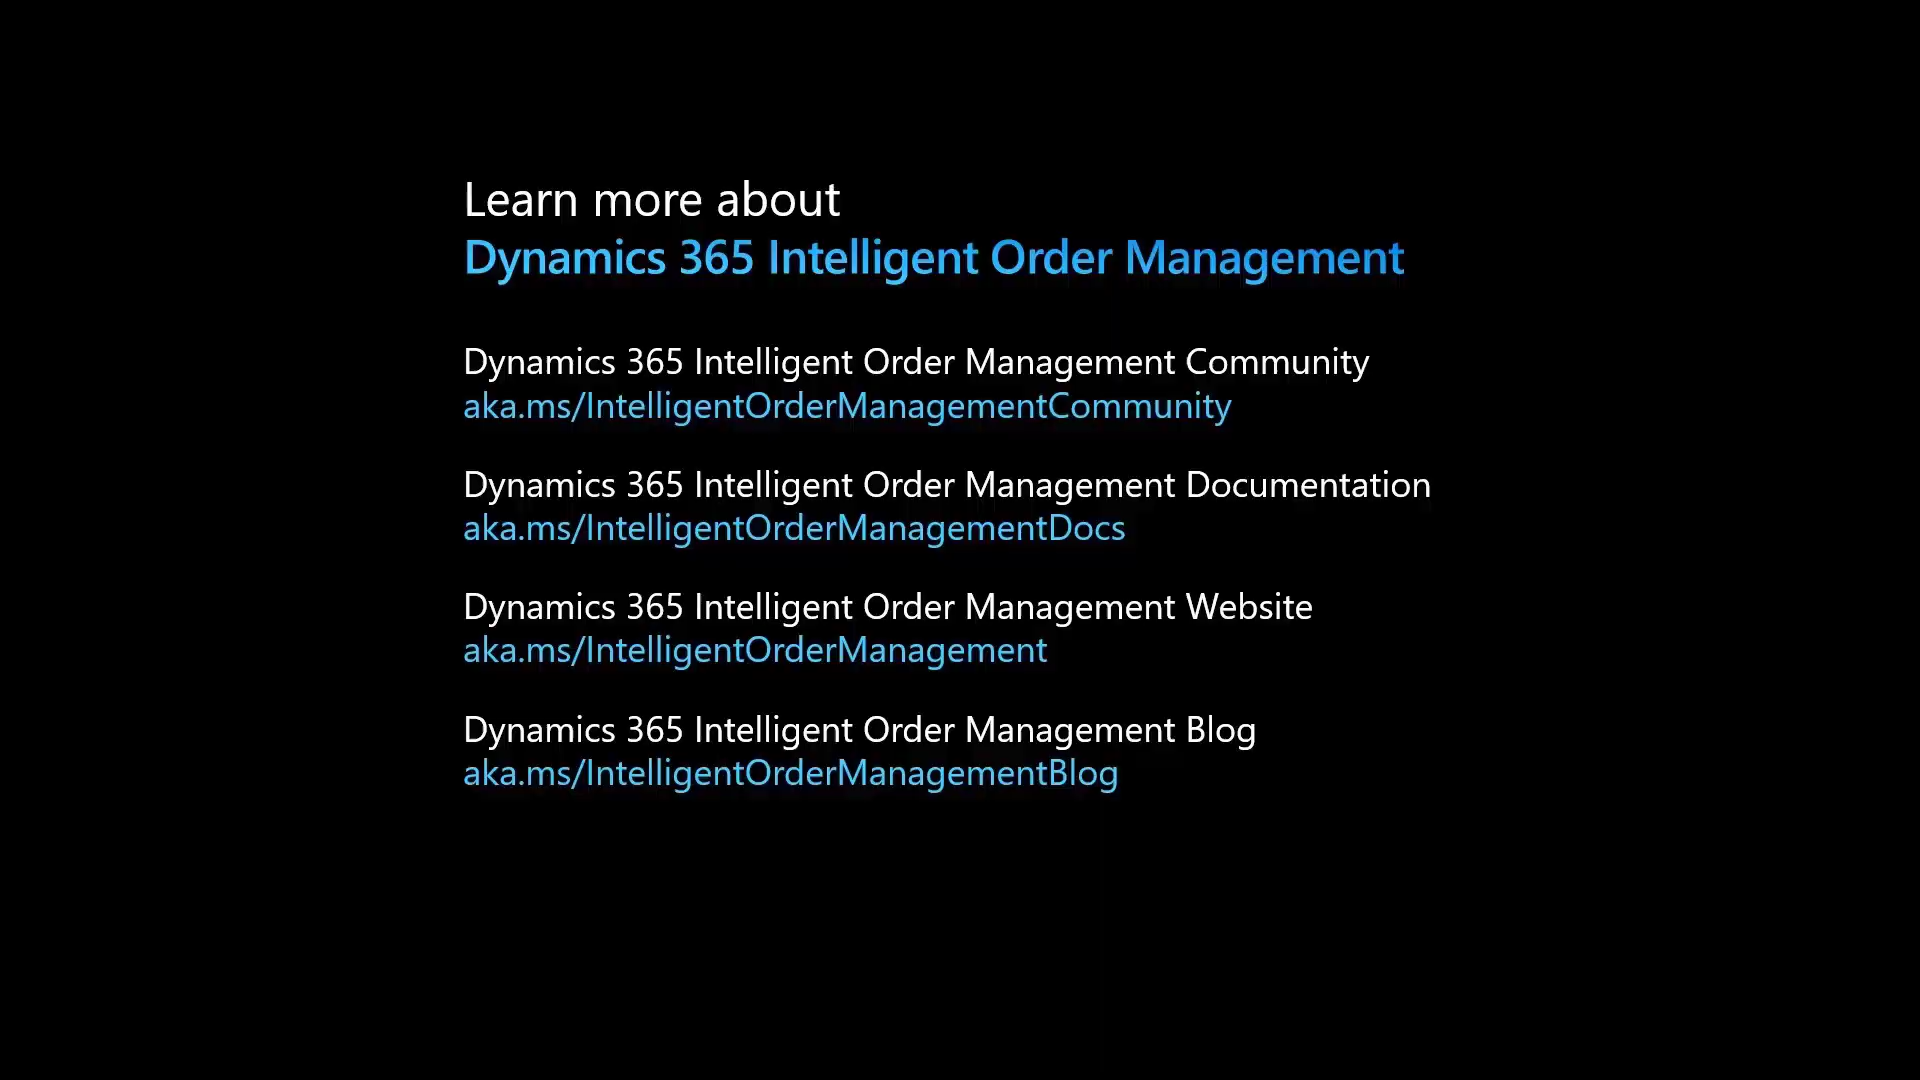 Learn more about
Dynamics 365 Intelligent Order Management
Dynamics 365 Intelligent Order Management Community
aka.ms/IntelligentOrderManagementCommunity
Dynamics 365 Intelligent Order Management Documentation
aka.ms/IntelligentOrderManagementDocs
Dynamics 365 Intelligent Order Management Website
aka.ms/IntelligentOrderManagement
Dynamics 365 Intelligent Order Management Blog
aka.ms/IntelligentOrderManagementBlog